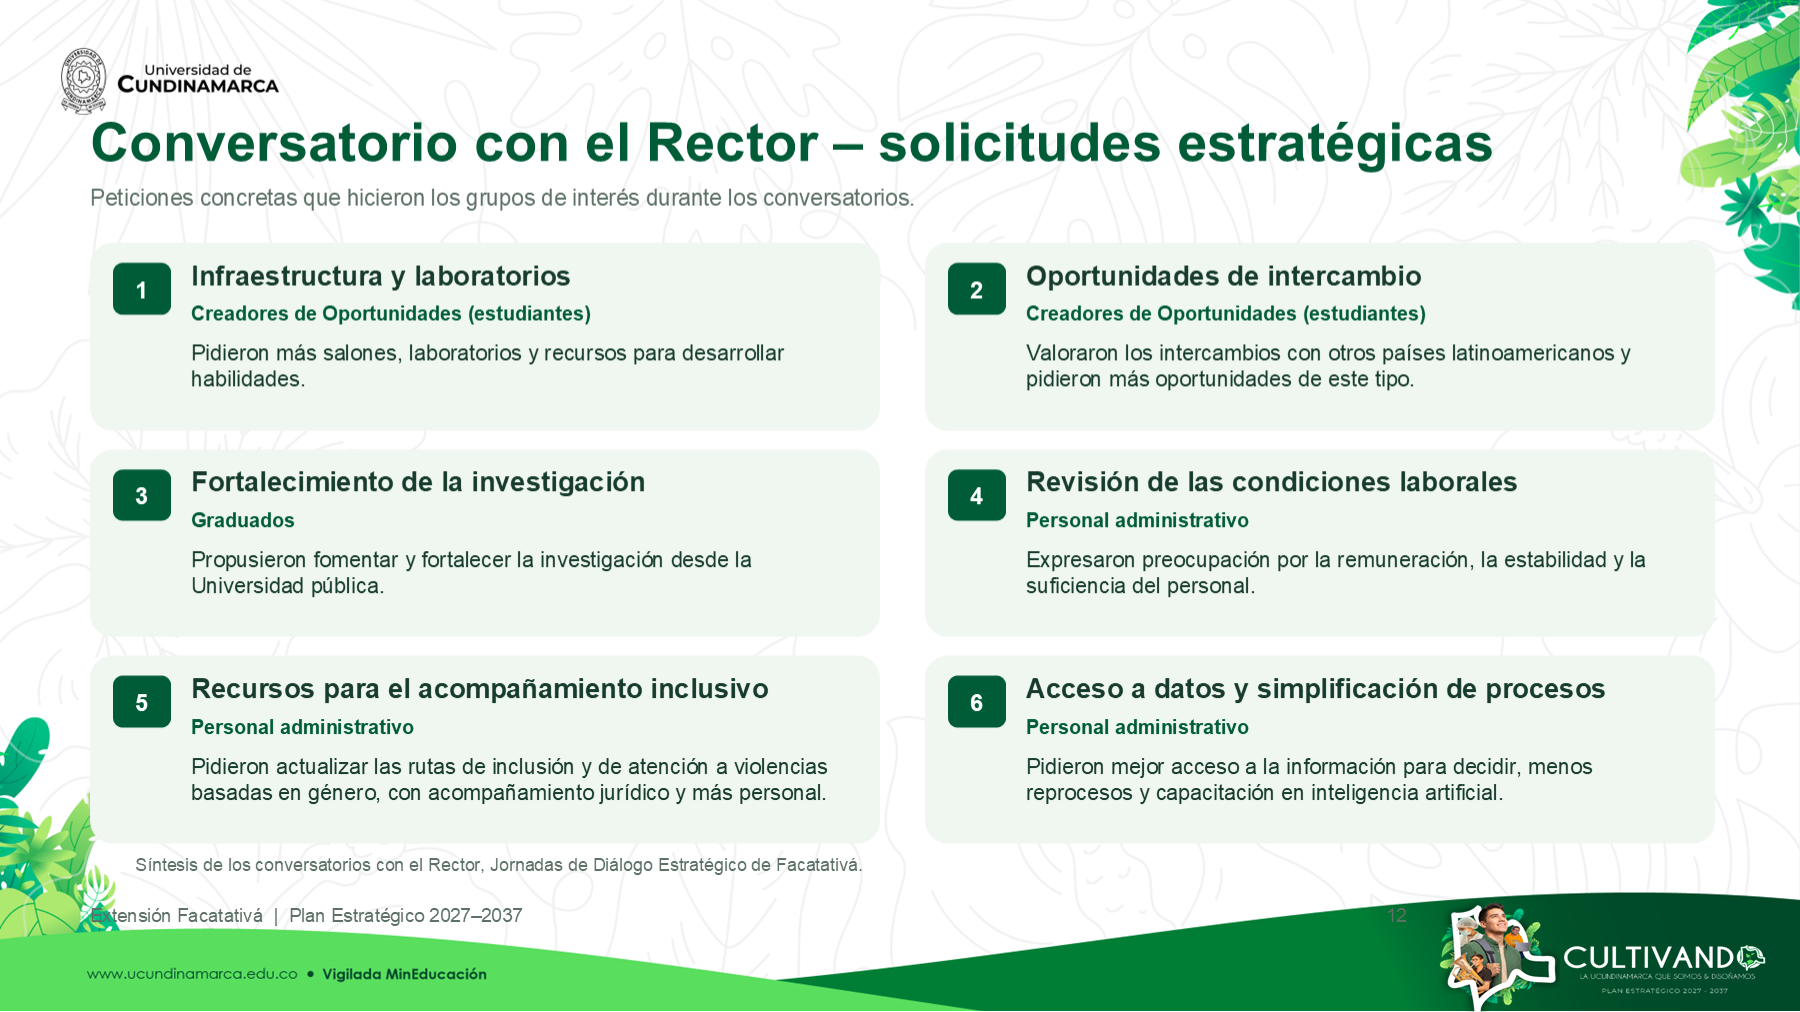 Universidad de
CUNDINAMARCA
Conversatorio con el Rector – solicitudes estratégicas
Peticiones concretas que hicieron los grupos de interés durante los conversatorios.
1
Infraestructura y laboratorios
Creadores de Oportunidades (estudiantes)
Pidieron más salones, laboratorios y recursos para desarrollar
habilidades.
2
Oportunidades de intercambio
Creadores de Oportunidades (estudiantes)
Valoraron los intercambios con otros países latinoamericanos y
pidieron más oportunidades de este tipo.
3
Fortalecimiento de la investigación
Graduados
Propusieron fomentar y fortalecer la investigación desde la
Universidad pública.
4
Revisión de las condiciones laborales
Personal administrativo
Expresaron preocupación por la remuneración, la estabilidad y la
suficiencia del personal.
5
Recursos para el acompañamiento inclusivo
Personal administrativo
Pidieron actualizar las rutas de inclusión y de atención a violencias
basadas en género, con acompañamiento jurídico y más personal.
6
Acceso a datos y simplificación de procesos
Personal administrativo
Pidieron mejor acceso a la información para decidir, menos
reprocesos y capacitación en inteligencia artificial.
Síntesis de los conversatorios con el Rector, Jornadas de Diálogo Estratégico de Facatativá.
Extensión Facatativá | Plan Estratégico 2027–2037
12
www.ucundinamarca.edu.co • Vigilada MinEducación
CULTIVANDO
LA UCUNDINAMARCA QUE SOMOS & DISOÑAMOS
PLAN ESTRATÉGICO 2027 - 2037